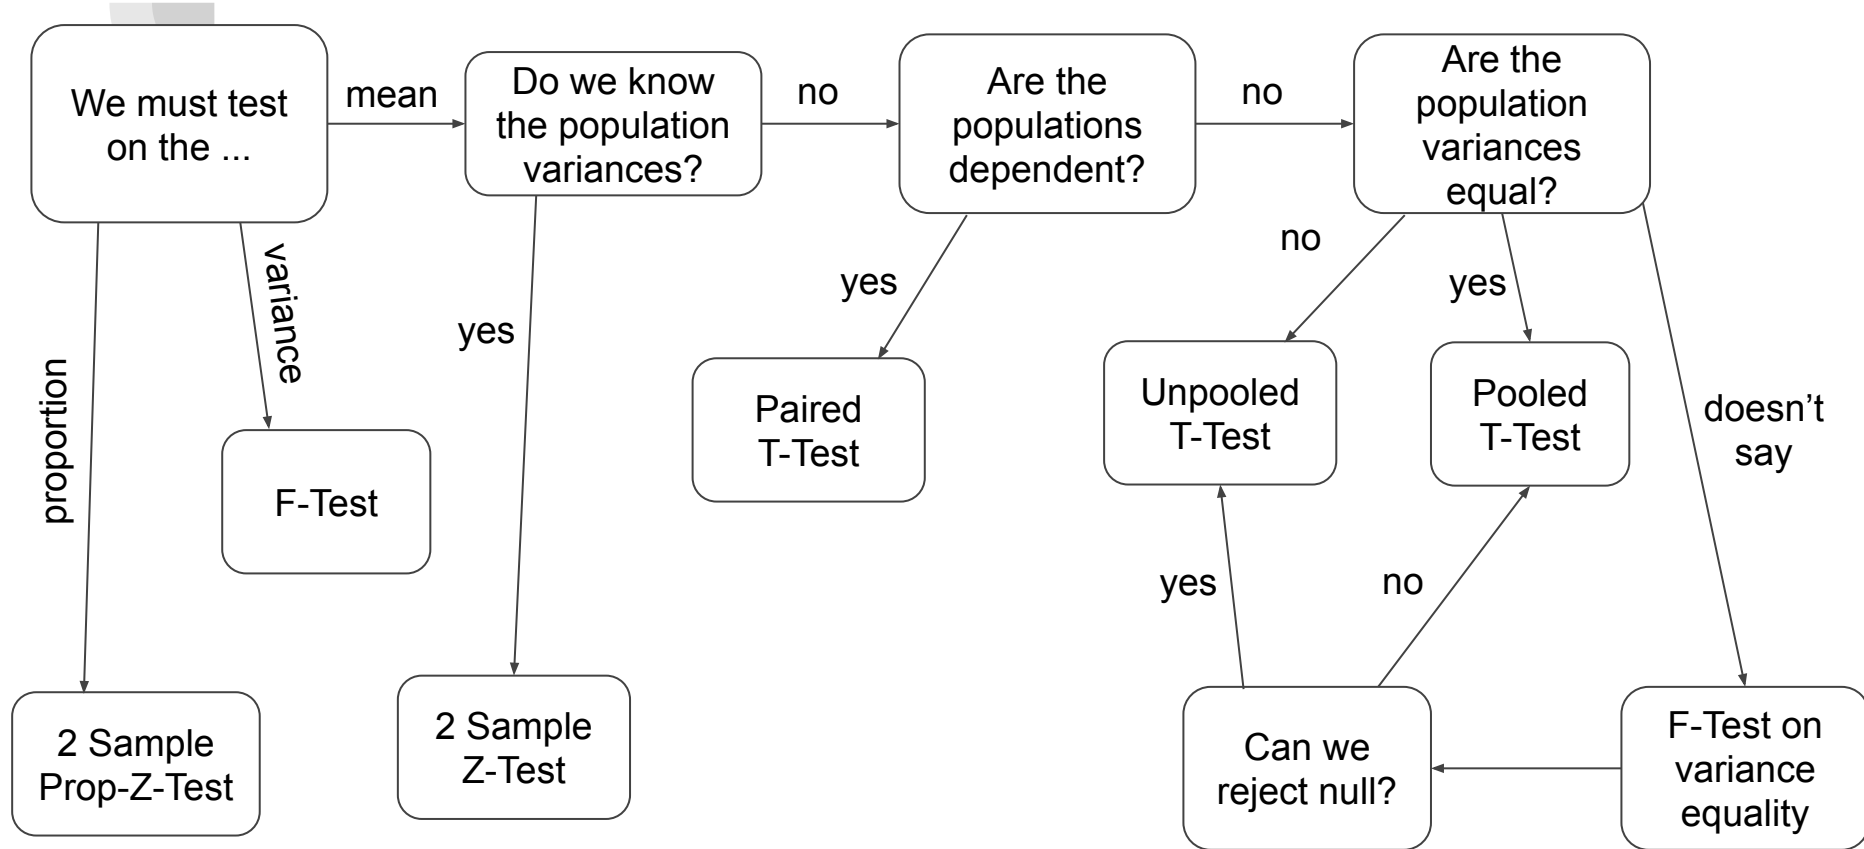 We must test
on the ...
mean
Do we know
the population
variances?
no
Are the
populations
dependent?
no
Are the
population
variances
equal?
proportion
variance
yes
yes
no
yes
doesn’t
say
F-Test
Paired
T-Test
Unpooled
T-Test
Pooled
T-Test
yes
no
2 Sample
Prop-Z-Test
2 Sample
Z-Test
Can we
reject null?
F-Test on
variance
equality